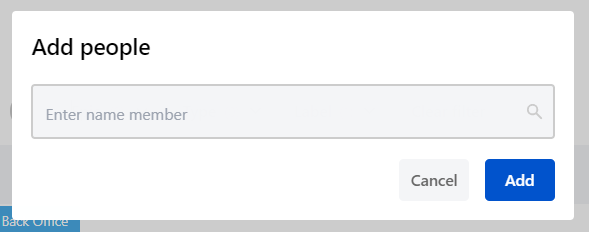 Add people
Enter name member
Cancel
Add
Back Office